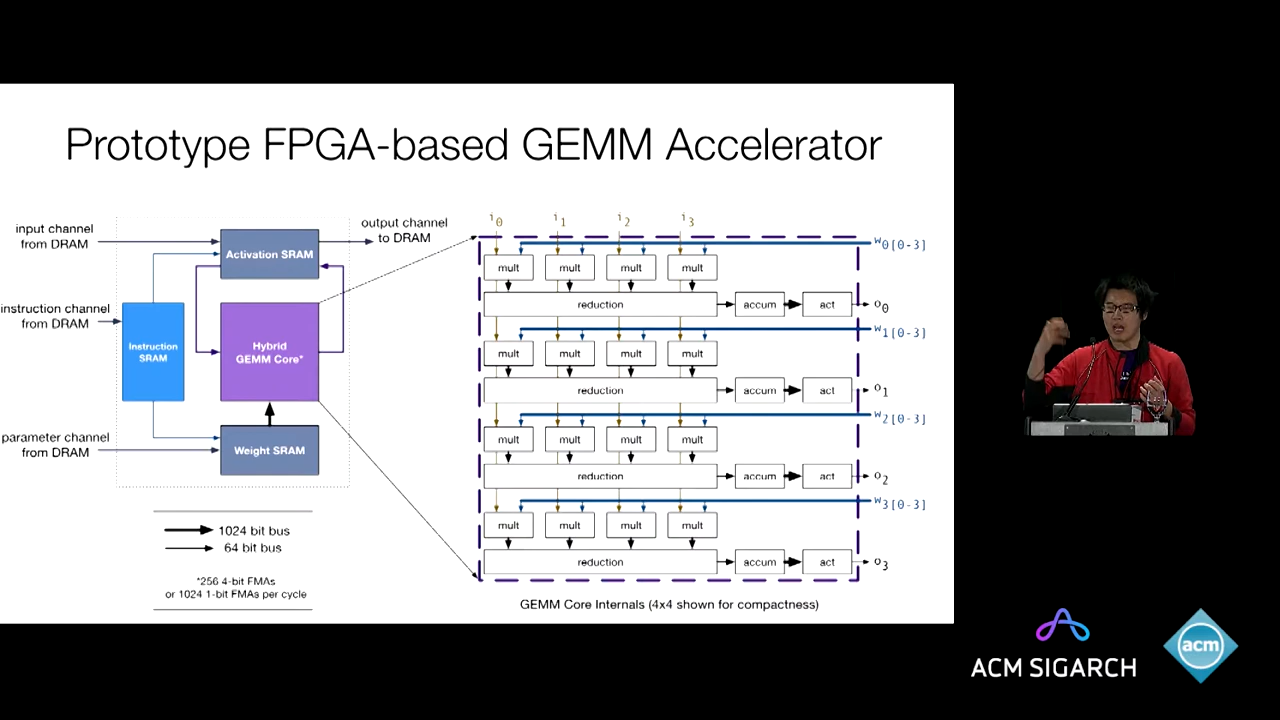 Prototype FPGA-based GEMM Accelerator
input channel
from DRAM
output channel
to DRAM
Activation SRAM
instruction channel
from DRAM
Instruction
SRAM
Hybrid
GEMM Core*
parameter channel
from DRAM
Weight SRAM
1024 bit bus
64 bit bus
*256 4-bit FMAs
or 1024 1-bit FMAs per cycle
i0 i1 i2 i3
w0[0-3]
mult mult mult mult
reduction accum act o0
w1[0-3]
mult mult mult mult
reduction accum act o1
w2[0-3]
mult mult mult mult
reduction accum act o2
w3[0-3]
mult mult mult mult
reduction accum act o3
GEMM Core Internals (4x4 shown for compactness)
ACM SIGARCH
acm